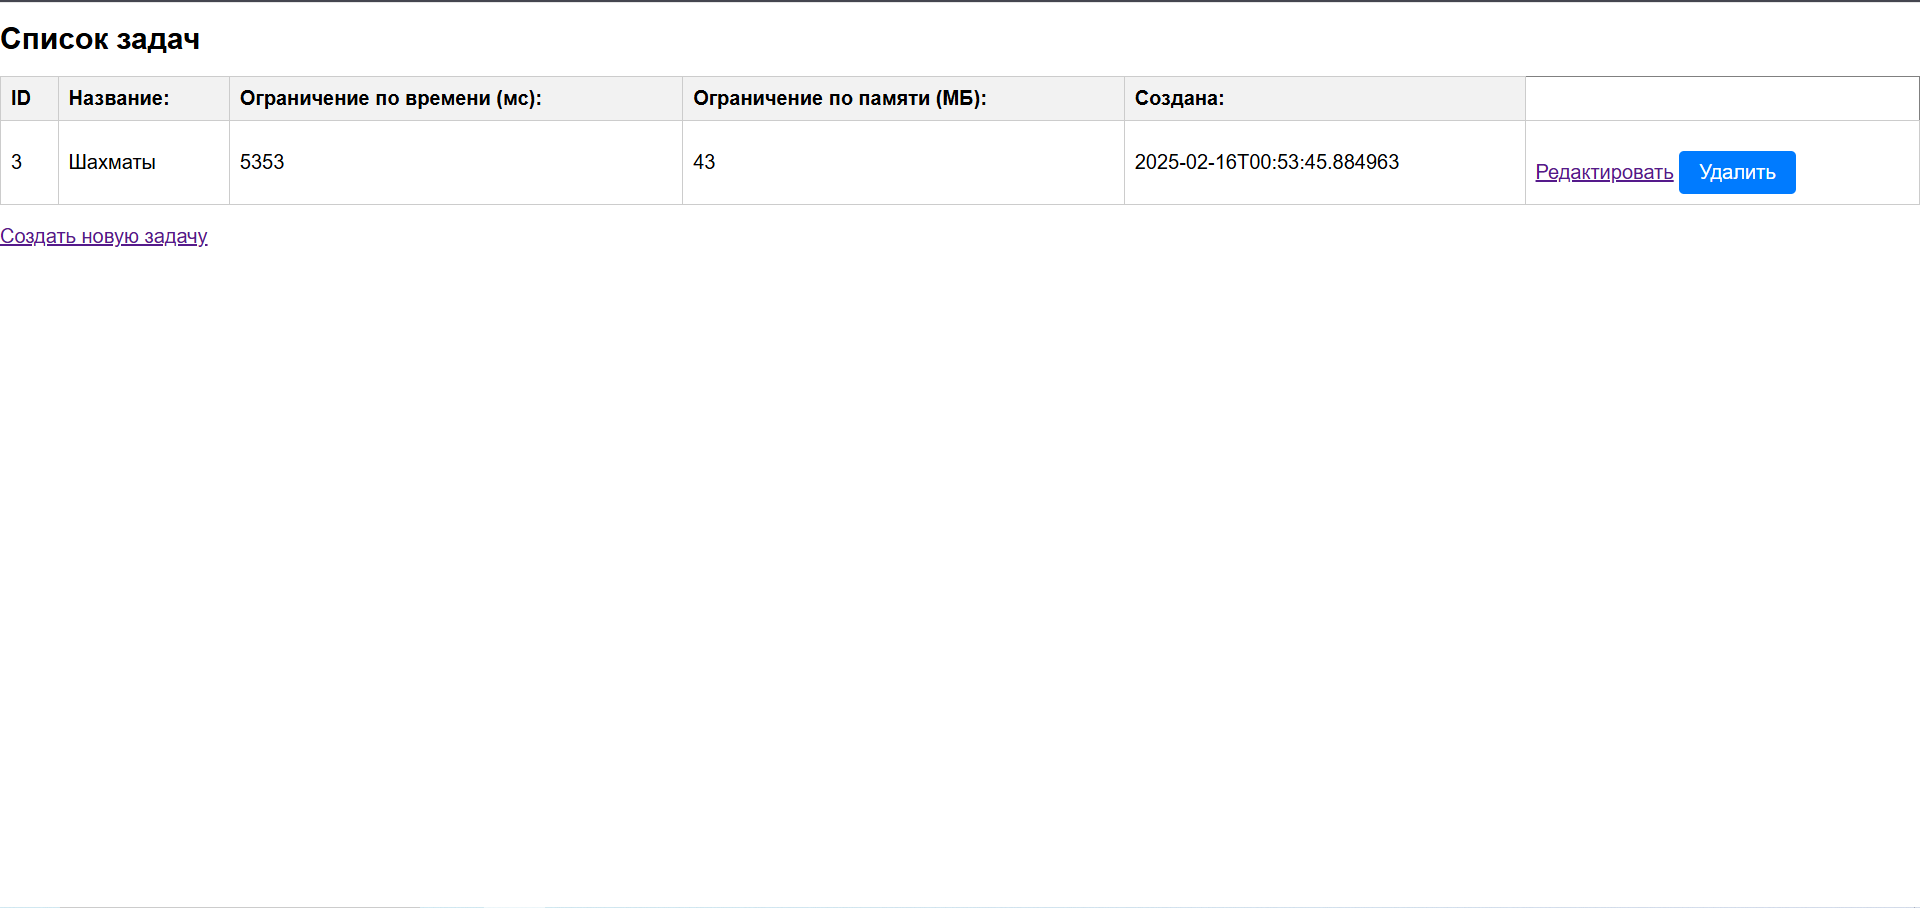 Список задач
ID Название: Ограничение по времени (мс): Ограничение по памяти (МБ): Создана:
3 Шахматы 5353 43 2025-02-16T00:53:45.884963 Редактировать Удалить
Создать новую задачу